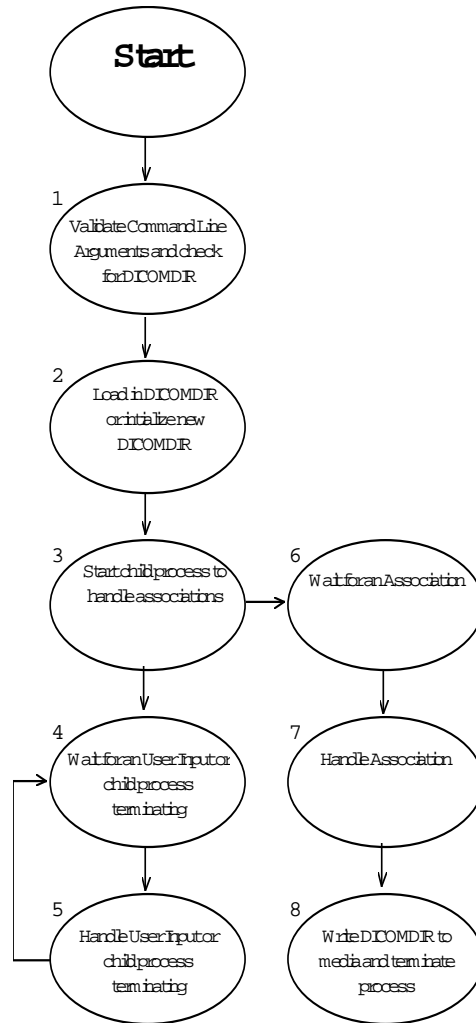 Start
1
Validate Command Line
Arguments and check
for DICOMDIR
2
Load in DICOMDIR
or intialize new
DICOMDIR
3
Start child process to
handle associations
6
Wait for an Association
4
Wait for an User Input or
child process
terminating
7
Handle Association
5
Handle User Input or
child process
terminating
8
Write DICOMDIR to
media and terminate
process